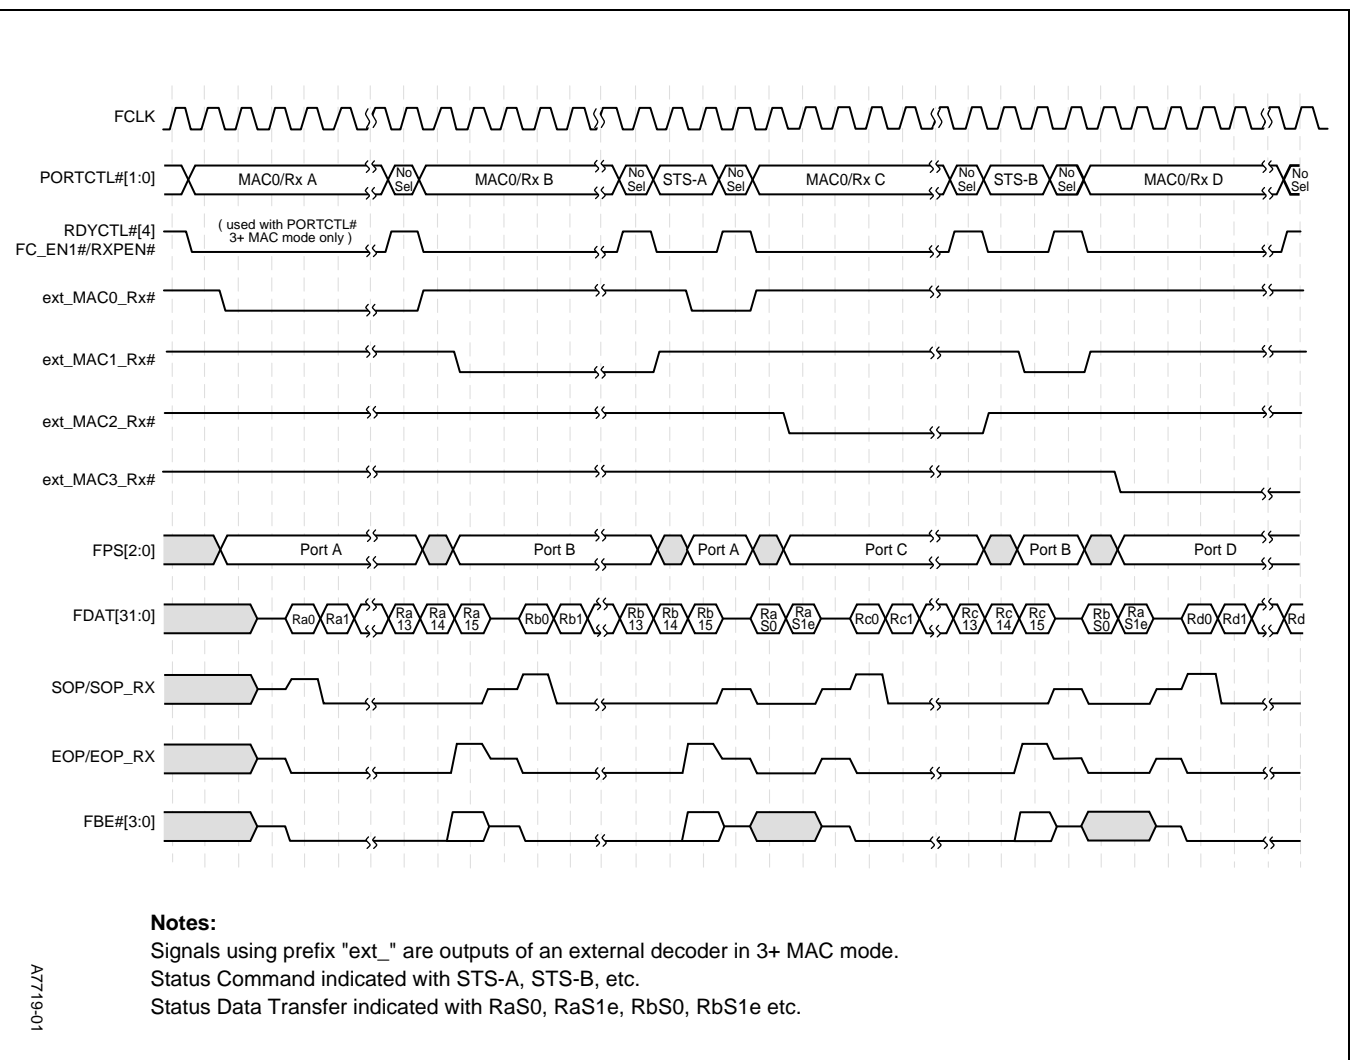 FCLK
PORTCTL#[1:0] MAC0/Rx A No Sel MAC0/Rx B No Sel STS-A No Sel MAC0/Rx C No Sel STS-B No Sel MAC0/Rx D No Sel
RDYCTL#[4]
FC_EN1#/RXPEN#
( used with PORTCTL#
3+ MAC mode only )
ext_MAC0_Rx#
ext_MAC1_Rx#
ext_MAC2_Rx#
ext_MAC3_Rx#
FPS[2:0] Port A Port B Port A Port C Port B Port D
FDAT[31:0] Ra0 Ra1 Ra 13 Ra 14 Ra 15 Rb0 Rb1 Rb 13 Rb 14 Rb 15 Ra S0 Ra S1e Rc0 Rc1 Rc 13 Rc 14 Rc 15 Rb S0 Ra S1e Rd0 Rd1 Rd
SOP/SOP_RX
EOP/EOP_RX
FBE#[3:0]
Notes:
Signals using prefix "ext_" are outputs of an external decoder in 3+ MAC mode.
Status Command indicated with STS-A, STS-B, etc.
Status Data Transfer indicated with RaS0, RaS1e, RbS0, RbS1e etc.
A7719-01